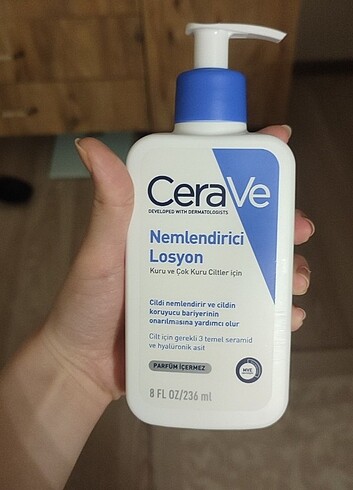 CeraVe
DEVELOPED WITH DERMATOLOGISTS
Nemlendirici
Losyon
Kuru ve Çok Kuru Ciltler için
Cildi nemlendirir ve cildin
koruyucu bariyerinin
onarılmasına yardımcı olur
Cilt için gerekli 3 temel seramid
ve hyalüronik asit
PARFÜM İÇERMEZ
MVE
8 FL OZ/236 ml